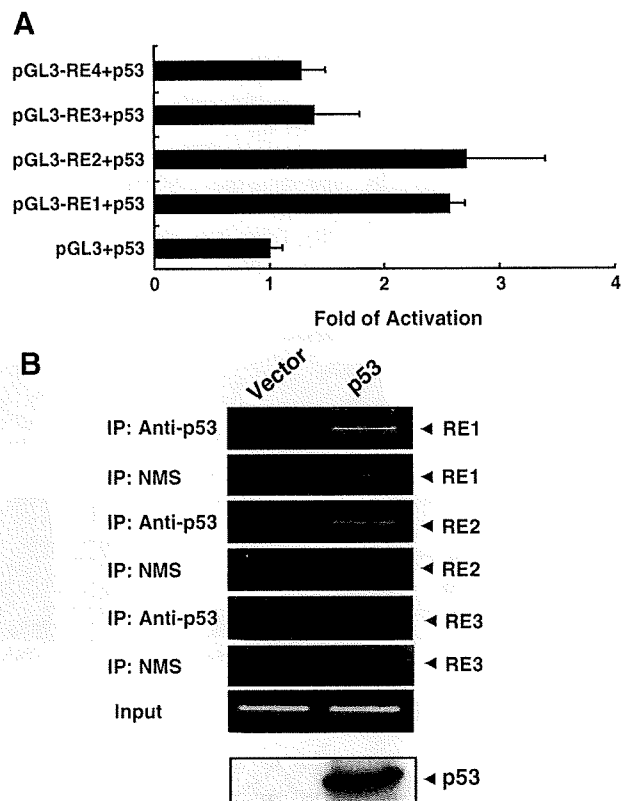 A
pGL3-RE4+p53
pGL3-RE3+p53
pGL3-RE2+p53
pGL3-RE1+p53
pGL3+p53
0 1 2 3 4
Fold of Activation
B
Vector p53
IP: Anti-p53 RE1
IP: NMS RE1
IP: Anti-p53 RE2
IP: NMS RE2
IP: Anti-p53 RE3
IP: NMS RE3
Input
p53